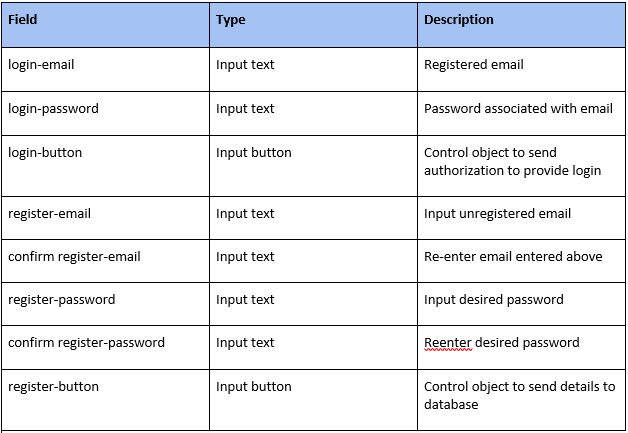 Field Type Description
login-email Input text Registered email
login-password Input text Password associated with email
login-button Input button Control object to send
authorization to provide login
register-email Input text Input unregistered email
confirm register-email Input text Re-enter email entered above
register-password Input text Input desired password
confirm register-password Input text Reenter desired password
register-button Input button Control object to send details to
database